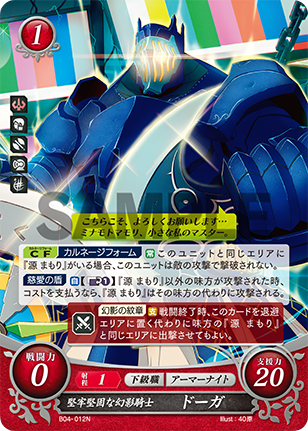 1
SAMPLE
こちらこそ、よろしくお願いします…
ミナモトマモリ、小さな私のマスター。
カルネージフォーム
CF カルネージフォーム 常 このユニットと同じエリアに
『源 まもり』がいる場合、このユニットは敵の攻撃で撃破されない。
慈愛の盾 自 『源 まもり』以外の味方が攻撃された時、
コストを支払うなら、『源 まもり』はその味方の代わりに攻撃される。
幻影の紋章 支 戦闘終了時、このカードを退避
エリアに置く代わりに味方の『源 まもり』
と同じエリアに出撃させてもよい。
戦闘力
0
射程 1 下級職 アーマーナイト
支援力
20
堅牢堅固な幻影騎士 ドーガ
B04-012N
Illust:40原